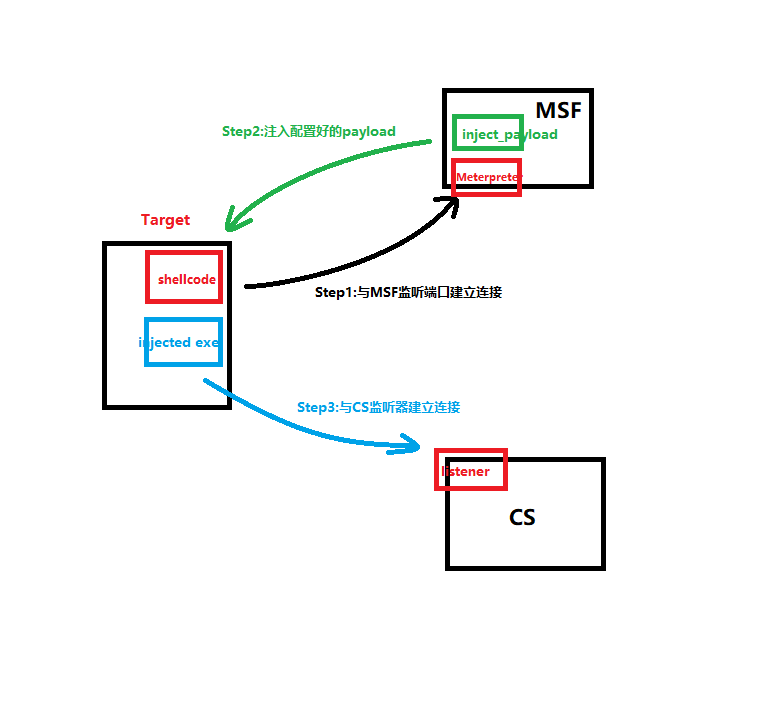 MSF
Step2:注入配置好的payload
inject_payload
Meterpreter
Target
shellcode
Step1:与MSF监听端口建立连接
injected exe
Step3:与CS监听器建立连接
listener
CS